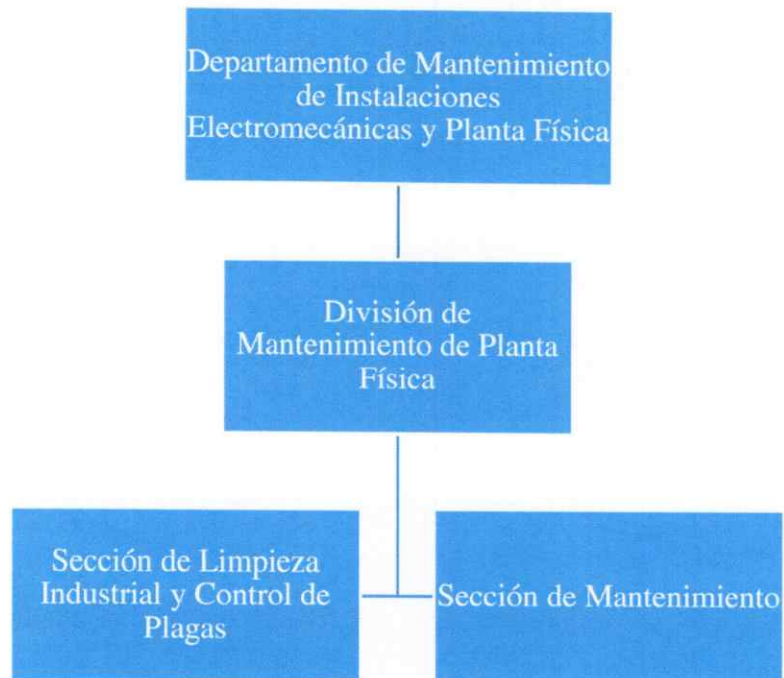 Departamento de Mantenimiento
de Instalaciones
Electromecánicas y Planta Física
División de
Mantenimiento de Planta
Física
Sección de Limpieza
Industrial y Control de
Plagas
Sección de Mantenimiento